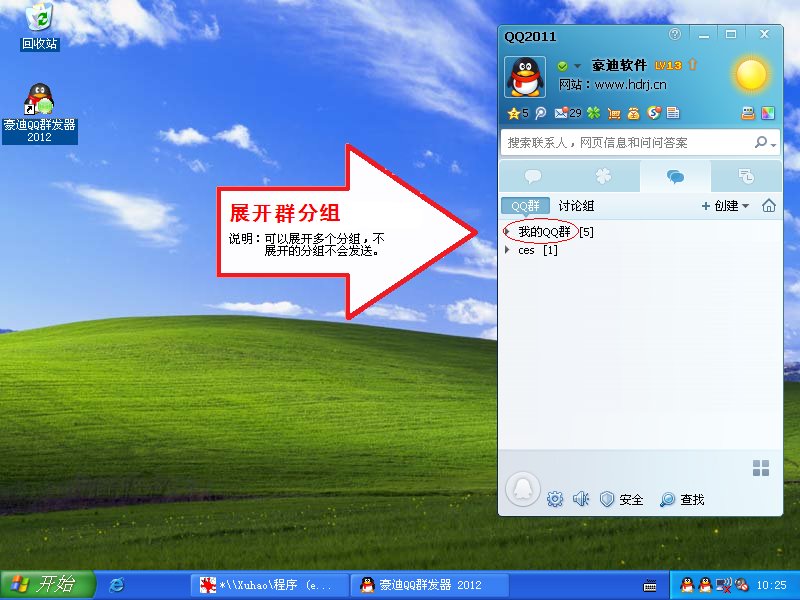 回收站
豪迪QQ群发器
2012
展开群分组
说明：可以展开多个分组，不
展开的分组不会发送。
QQ2011
豪迪软件 LV13
网站：www.hdrj.cn
5 29
搜索联系人，网页信息和问问答案
QQ群 讨论组 + 创建
我的QQ群 [5]
ces [1]
安全 查找
开始
*\\Xuhao\程序 (e...
豪迪QQ群发器 2012
10:25